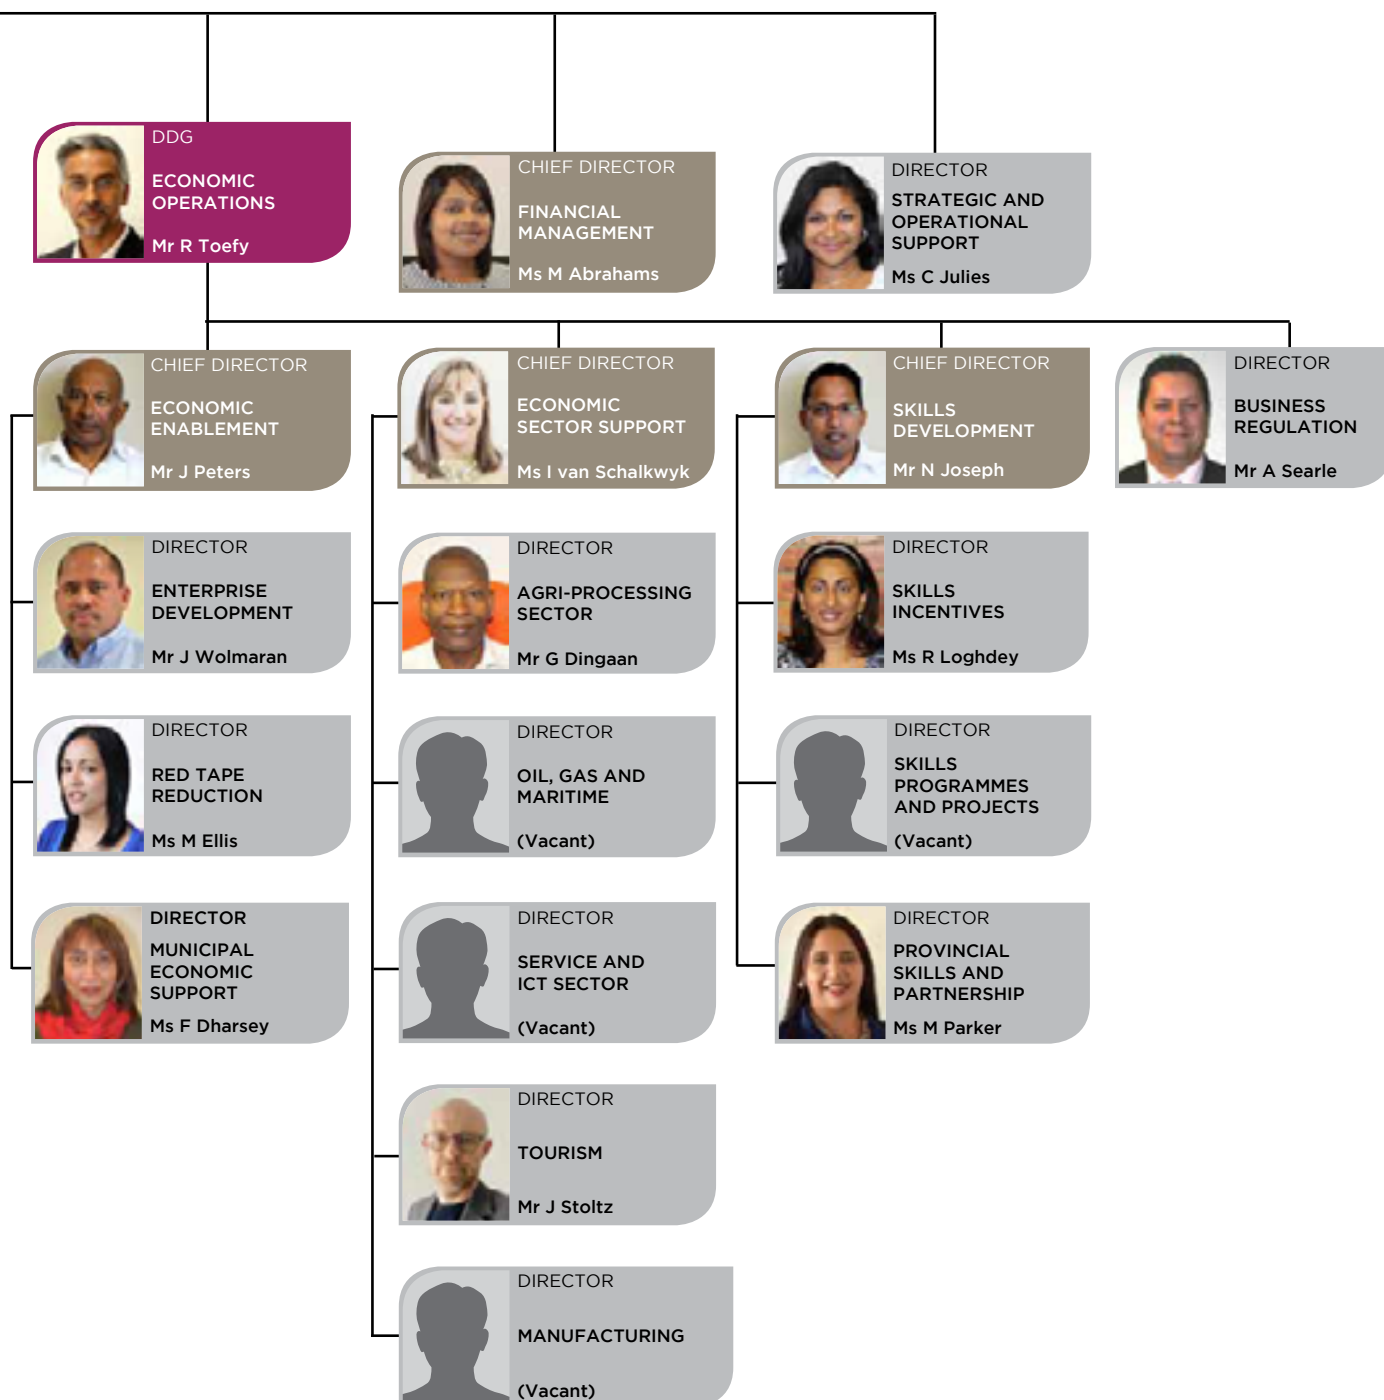 DDG
ECONOMIC
OPERATIONS
Mr R Toefy
CHIEF DIRECTOR
FINANCIAL
MANAGEMENT
Ms M Abrahams
DIRECTOR
STRATEGIC AND
OPERATIONAL
SUPPORT
Ms C Julies
CHIEF DIRECTOR
ECONOMIC
ENABLEMENT
Mr J Peters
CHIEF DIRECTOR
ECONOMIC
SECTOR SUPPORT
Ms I van Schalkwyk
CHIEF DIRECTOR
SKILLS
DEVELOPMENT
Mr N Joseph
DIRECTOR
BUSINESS
REGULATION
Mr A Searle
DIRECTOR
ENTERPRISE
DEVELOPMENT
Mr J Wolmaran
DIRECTOR
AGRI-PROCESSING
SECTOR
Mr G Dingaan
DIRECTOR
SKILLS
INCENTIVES
Ms R Loghdey
DIRECTOR
RED TAPE
REDUCTION
Ms M Ellis
DIRECTOR
OIL, GAS AND
MARITIME
(Vacant)
DIRECTOR
SKILLS
PROGRAMMES
AND PROJECTS
(Vacant)
DIRECTOR
MUNICIPAL
ECONOMIC
SUPPORT
Ms F Dharsey
DIRECTOR
SERVICE AND
ICT SECTOR
(Vacant)
DIRECTOR
PROVINCIAL
SKILLS AND
PARTNERSHIP
Ms M Parker
DIRECTOR
TOURISM
Mr J Stoltz
DIRECTOR
MANUFACTURING
(Vacant)